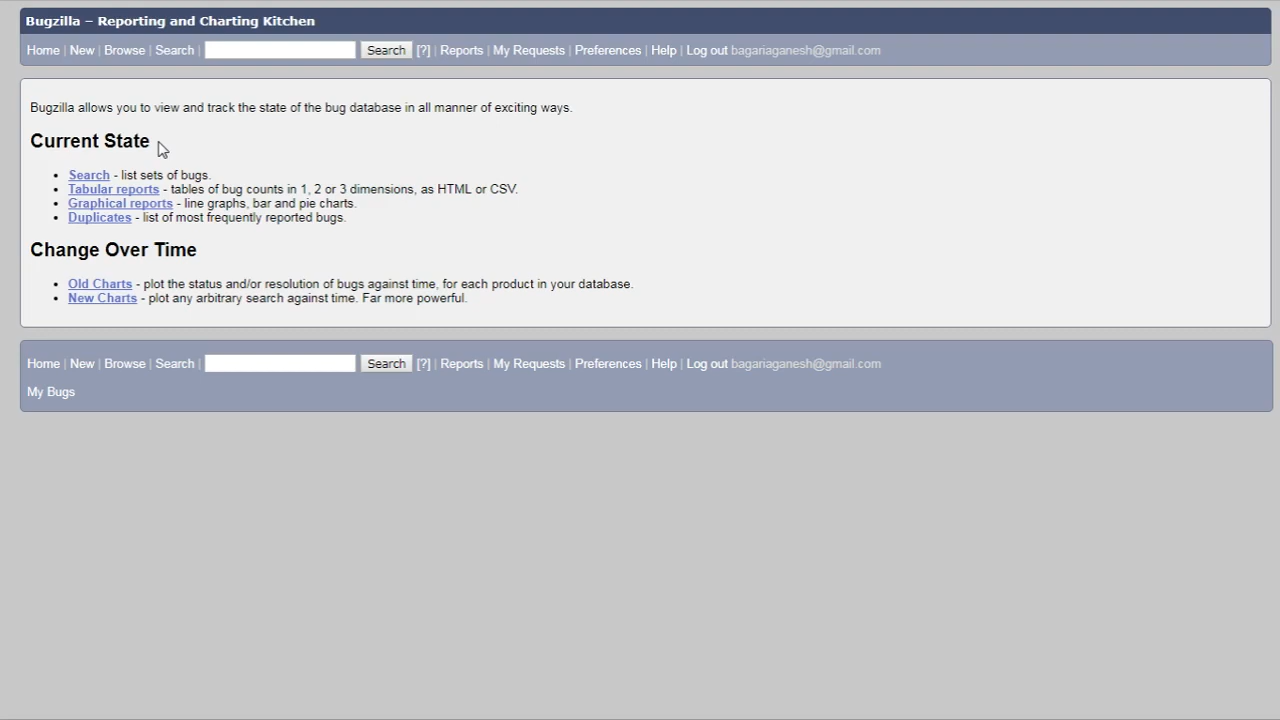 Bugzilla – Reporting and Charting Kitchen
Home | New | Browse | Search | Search [?] | Reports | My Requests | Preferences | Help | Log out bagariaganesh@gmail.com
Bugzilla allows you to view and track the state of the bug database in all manner of exciting ways.
Current State
• Search - list sets of bugs.
• Tabular reports - tables of bug counts in 1, 2 or 3 dimensions, as HTML or CSV.
• Graphical reports - line graphs, bar and pie charts.
• Duplicates - list of most frequently reported bugs.
Change Over Time
• Old Charts - plot the status and/or resolution of bugs against time, for each product in your database.
• New Charts - plot any arbitrary search against time. Far more powerful.
Home | New | Browse | Search | Search [?] | Reports | My Requests | Preferences | Help | Log out bagariaganesh@gmail.com
My Bugs